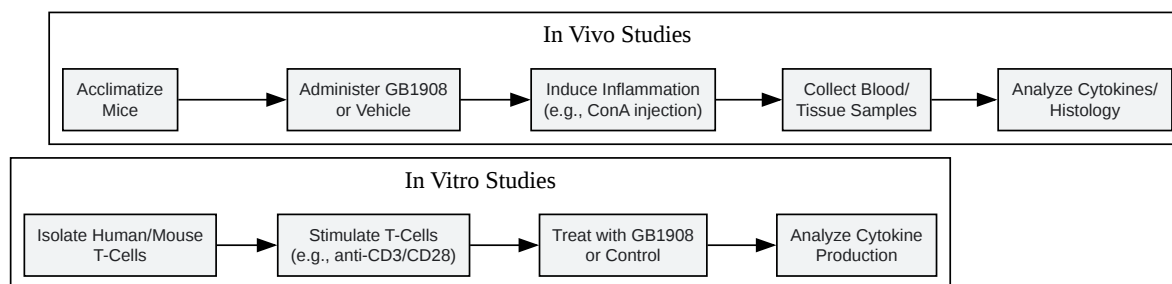 In Vivo Studies
Acclimatize
Mice
Administer GB1908
or Vehicle
Induce Inflammation
(e.g., ConA injection)
Collect Blood/
Tissue Samples
Analyze Cytokines/
Histology
In Vitro Studies
Isolate Human/Mouse
T-Cells
Stimulate T-Cells
(e.g., anti-CD3/CD28)
Treat with GB1908
or Control
Analyze Cytokine
Production